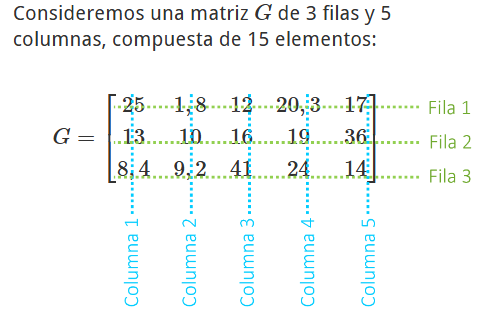 Consideremos una matriz G de 3 filas y 5
columnas, compuesta de 15 elementos:
25 1,8 12 20,3 17 Fila 1
G = 13 10 16 19 36 Fila 2
8,4 9,2 41 24 14 Fila 3
Columna 1
Columna 2
Columna 3
Columna 4
Columna 5